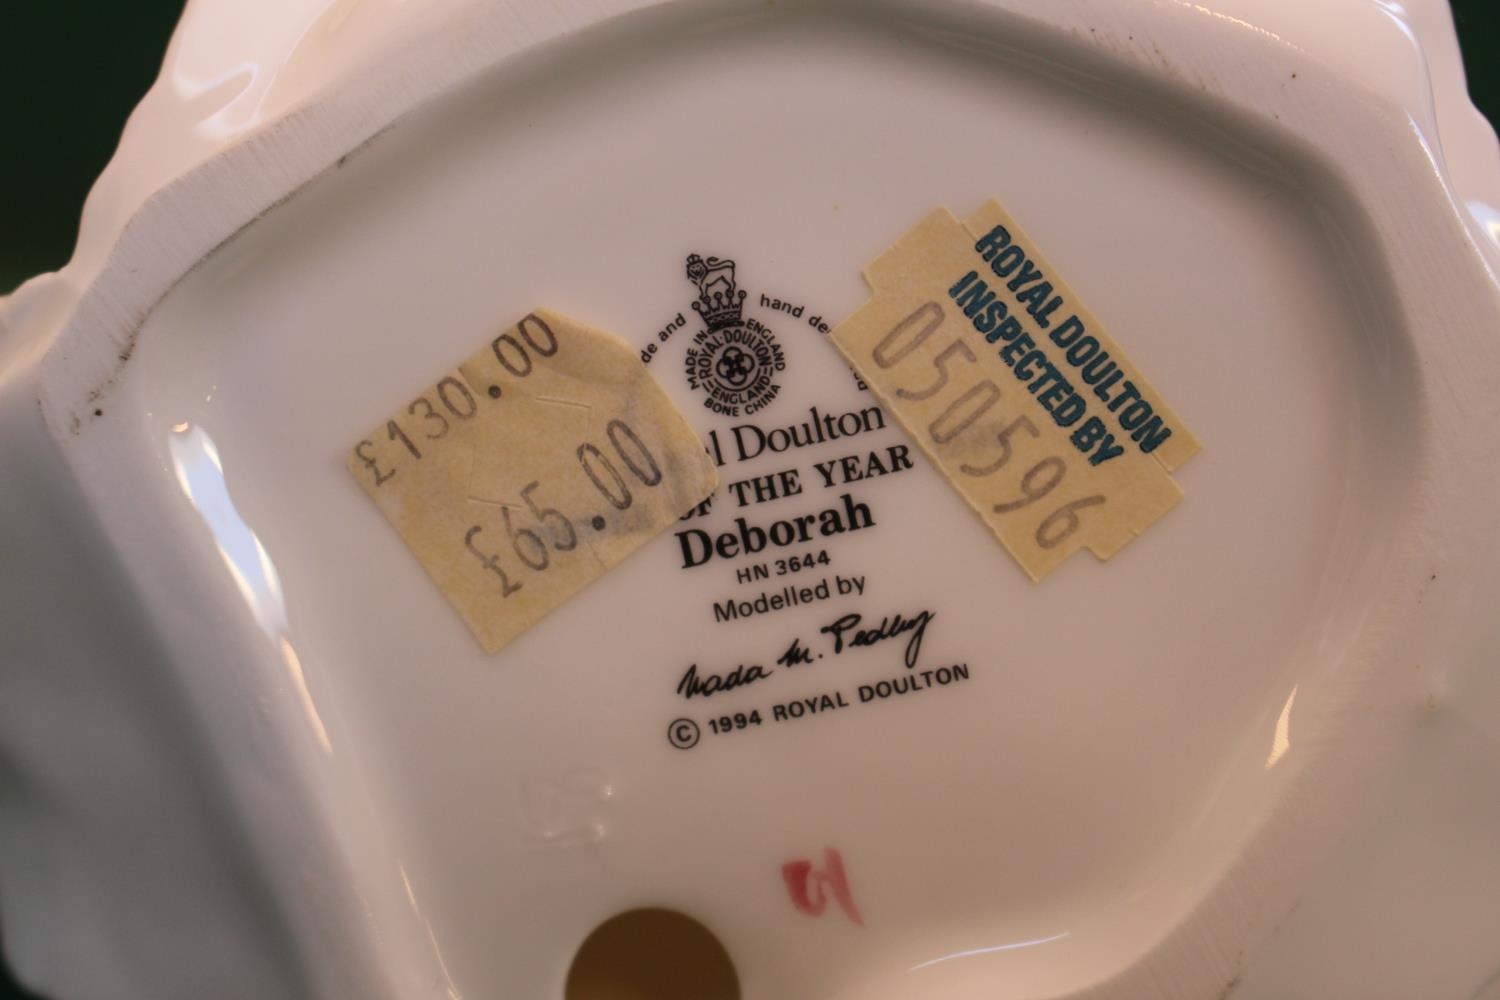 £130.00
£65.00
de and
hand de
MADE IN ENGLAND
ROYAL·DOULTON
ENGLAND
BONE CHINA
l Doulton
OF THE YEAR
Deborah
HN 3644
Modelled by
Nada M. Pedley
© 1994 ROYAL DOULTON
ROYAL DOULTON
INSPECTED BY
050596